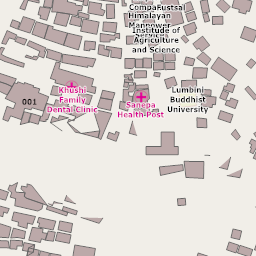 Compa Futsal
Himalayan
Manpower
Services
Institute of
Agriculture
and Science
Khushi
Family
Dental Clinic
001
Sanepa
Health Post
Lumbini
Buddhist
University